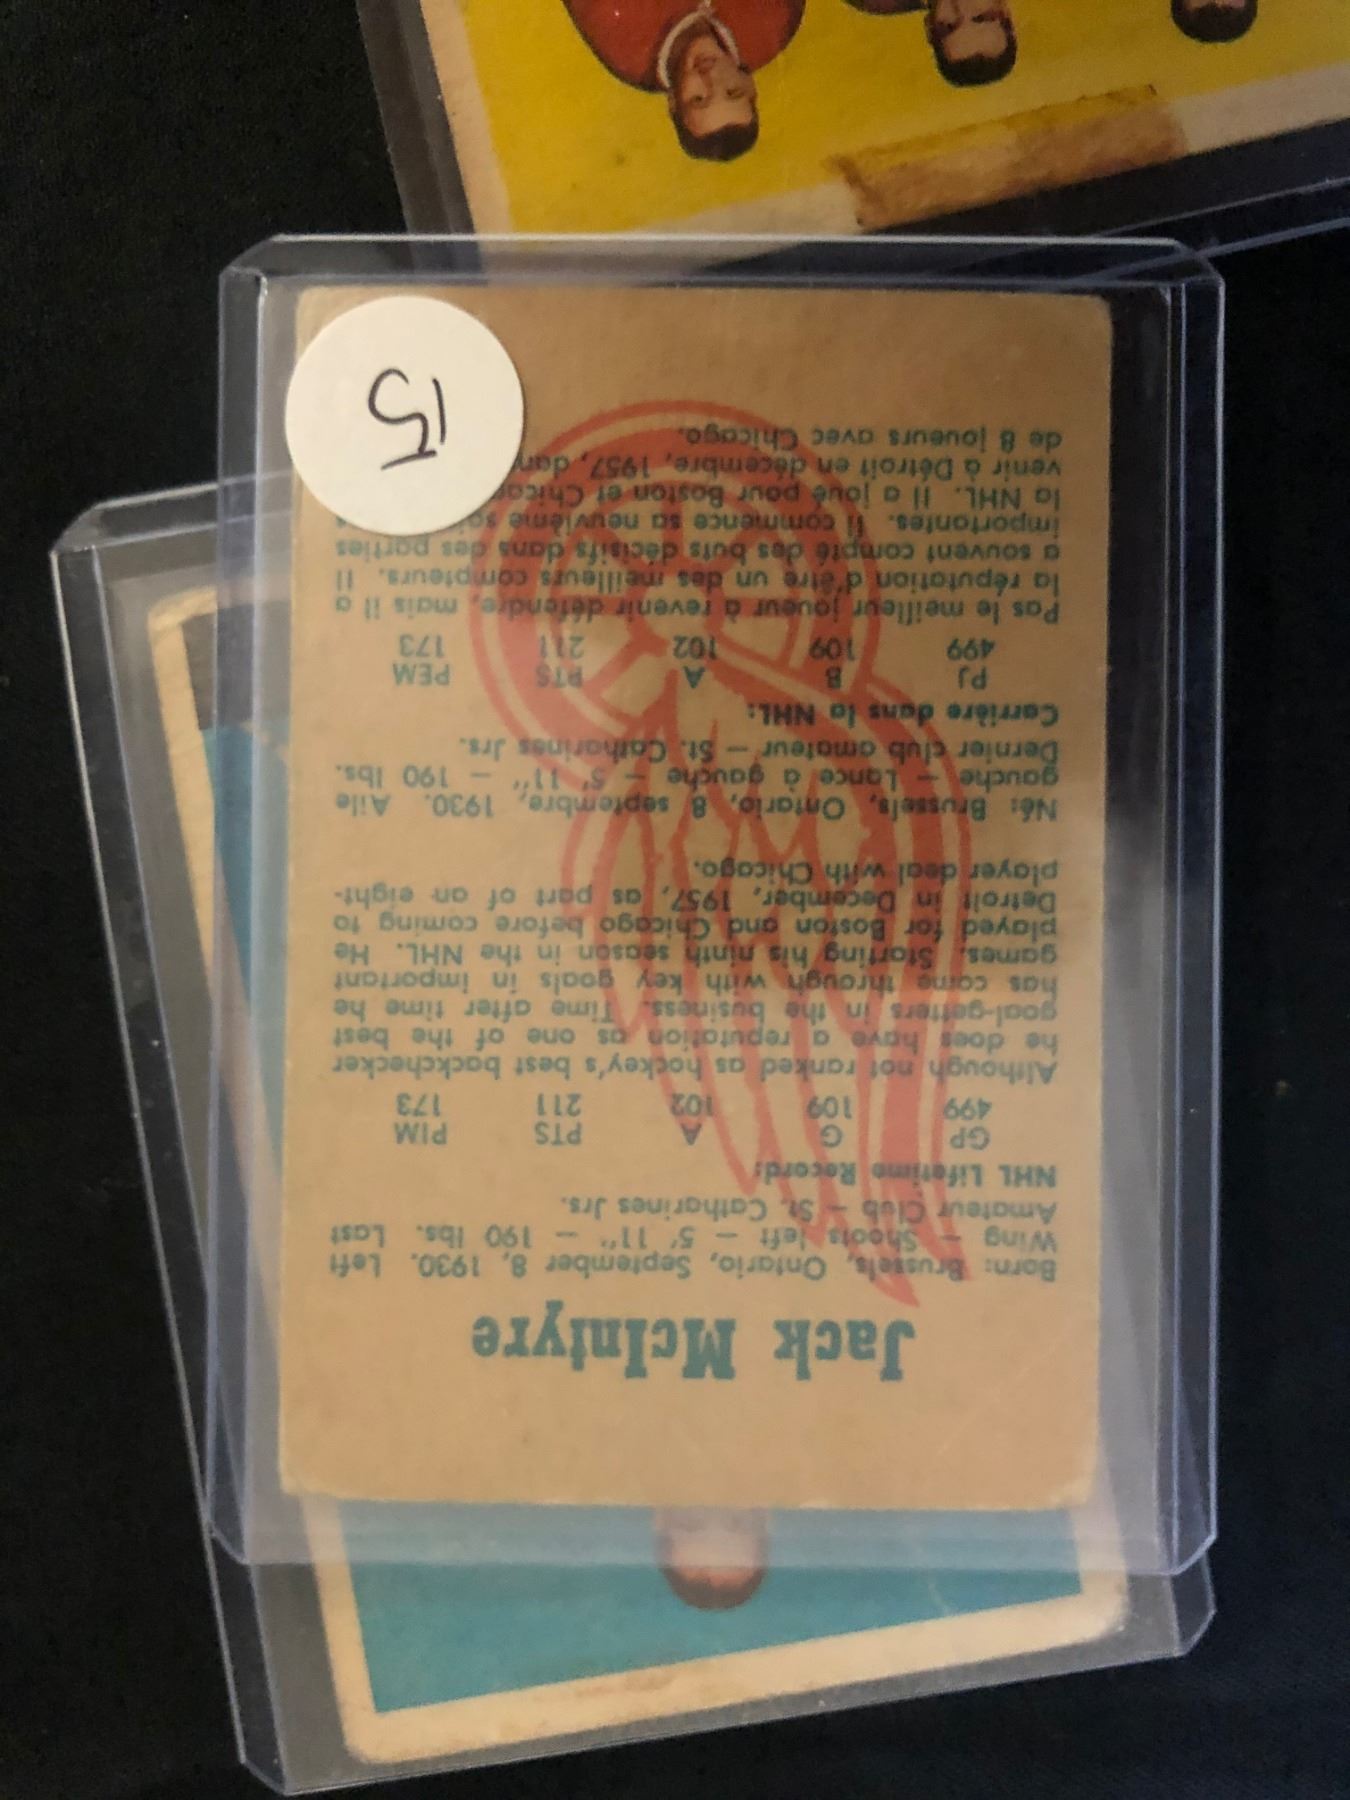 Jack McIntyre
Born: Brussels, Ontario, September 8, 1930. Left
Wing — Shoots left — 5' 11" — 190 lbs. Last
Amateur Club — St. Catharines Jrs.
NHL Lifetime Record:
GP G A PTS PIM
499 109 102 211 173
Although not ranked as hockey's best backchecker
he does have a reputation as one of the best
goal-getters in the business. Time after time he
has come through with key goals in important
games. Starting his ninth season in the NHL. He
played for Boston and Chicago before coming to
Detroit in December, 1957, as part of an eight-
player deal with Chicago.
Né: Brussels, Ontario, 8 septembre, 1930. Aile
gauche — Lance à gauche — 5' 11" — 190 lbs.
Dernier club amateur — St. Catharines Jrs.
Carrière dans la NHL:
PJ B A PTS PEM
499 109 102 211 173
Pas le meilleur joueur à revenir défendre, mais il a
la réputation d'être un des meilleurs compteurs. Il
a souvent compté des buts décisifs dans des parties
importantes. Il commence sa neuvième
la NHL. Il a joué pour Boston et
venir à Détroit en décembre, 1957,
de 8 joueurs avec Chicago.
15